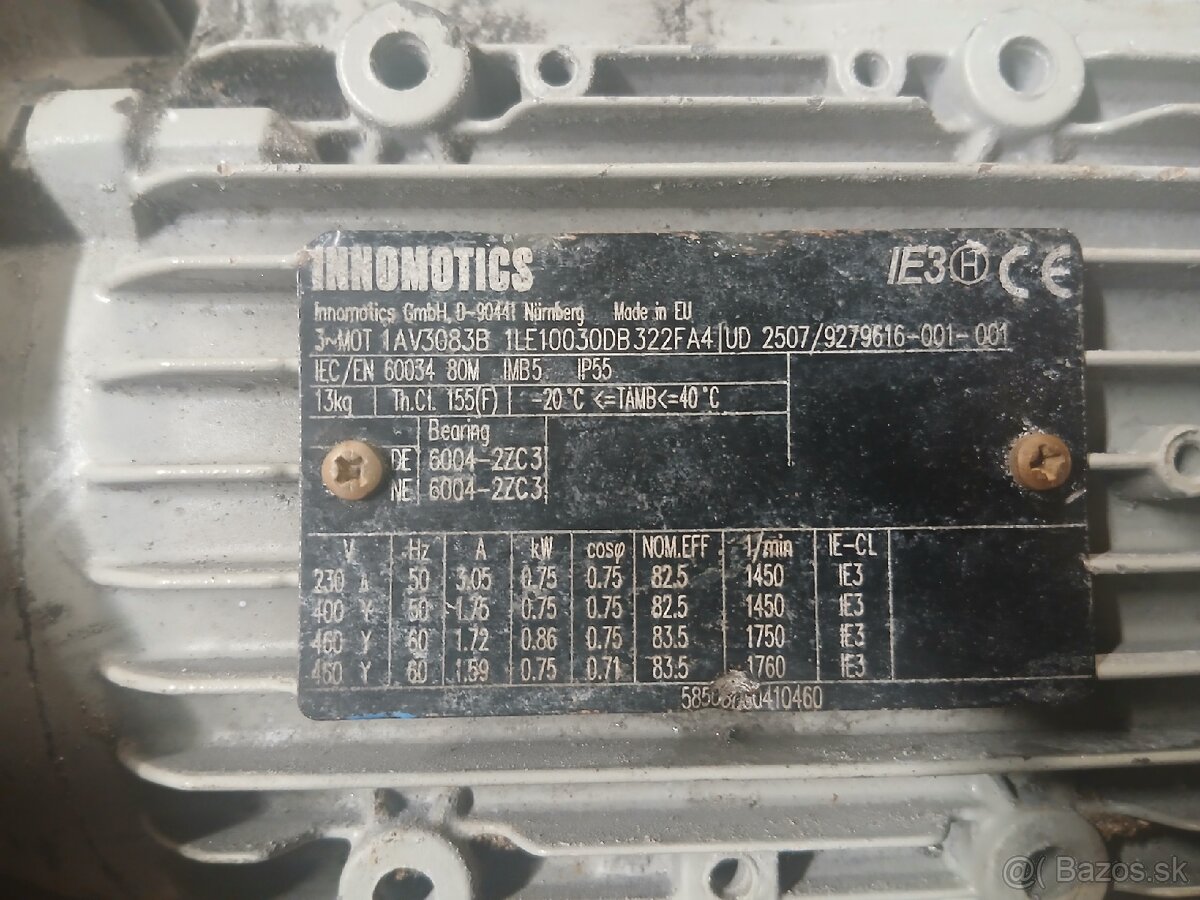 INNOMOTICS IE3 H CE
Innomotics GmbH, D-90441 Nürnberg Made in EU
3~MOT 1AV3083B 1LE10030DB322FA4 UD 2507/9279616-001-001
IEC/EN 60034 80M IMB5 IP55
13kg Th.Cl. 155(F) -20°C <=TAMB<=40°C
Bearing
DE 6004-2ZC3
NE 6004-2ZC3
V Hz A kW cosφ NOM.EFF 1/min IE-CL
230 50 3.05 0.75 0.75 82.5 1450 IE3
400 Y 50 1.76 0.75 0.75 82.5 1450 IE3
460 Y 60 1.72 0.86 0.75 83.5 1750 IE3
460 Y 60 1.59 0.75 0.71 83.5 1760 IE3
@( Bazos.sk